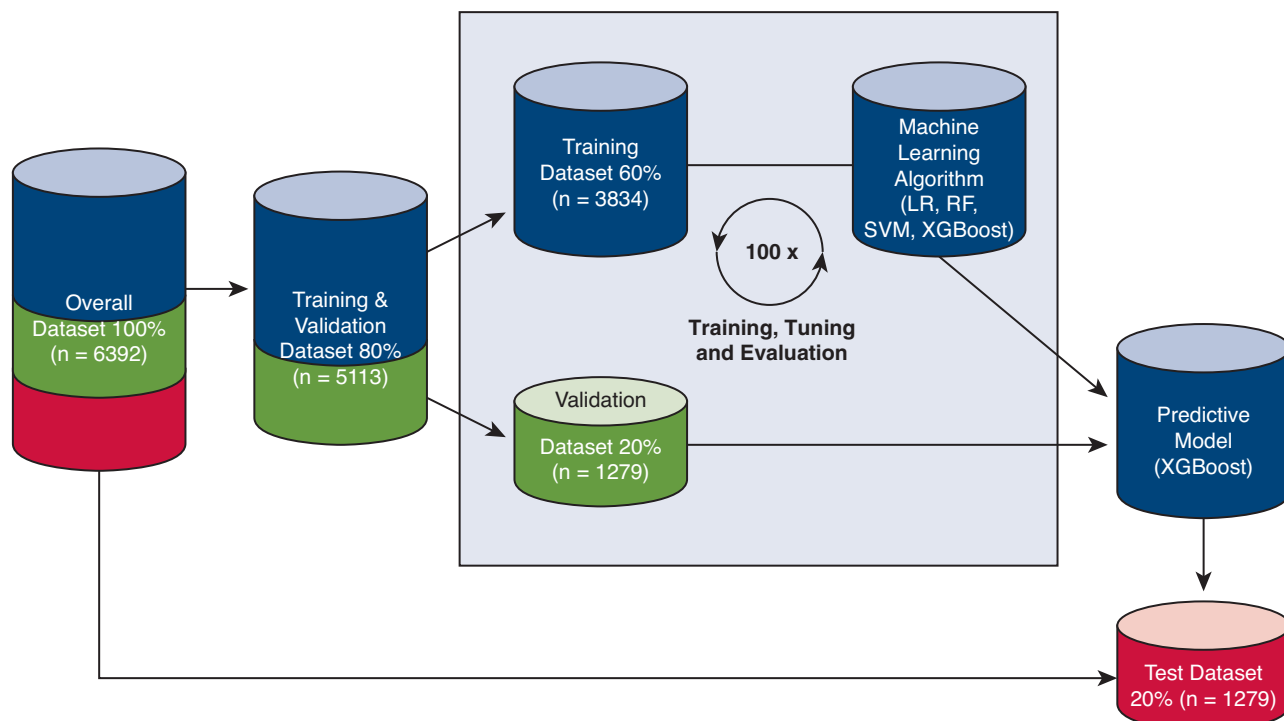 Overall
Dataset 100%
(n = 6392)
Training &
Validation
Dataset 80%
(n = 5113)
Training
Dataset 60%
(n = 3834)
Machine
Learning
Algorithm
(LR, RF,
SVM, XGBoost)
100 x
Training, Tuning
and Evaluation
Validation
Dataset 20%
(n = 1279)
Predictive
Model
(XGBoost)
Test Dataset
20% (n = 1279)